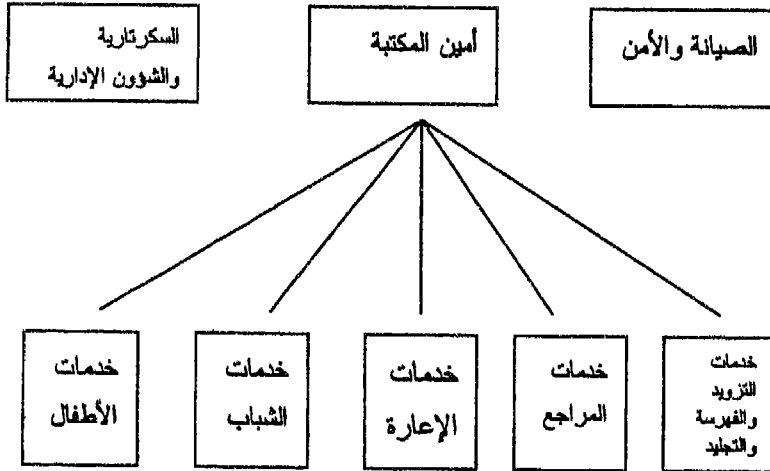 الصيانة والأمن
أمين المكتبة
السكرتارية
والشؤون الإدارية
خدمات
التزويد
والفهرسة
والتجليد
خدمات
المراجع
خدمات
الإعارة
خدمات
الشباب
خدمات
الأطفال